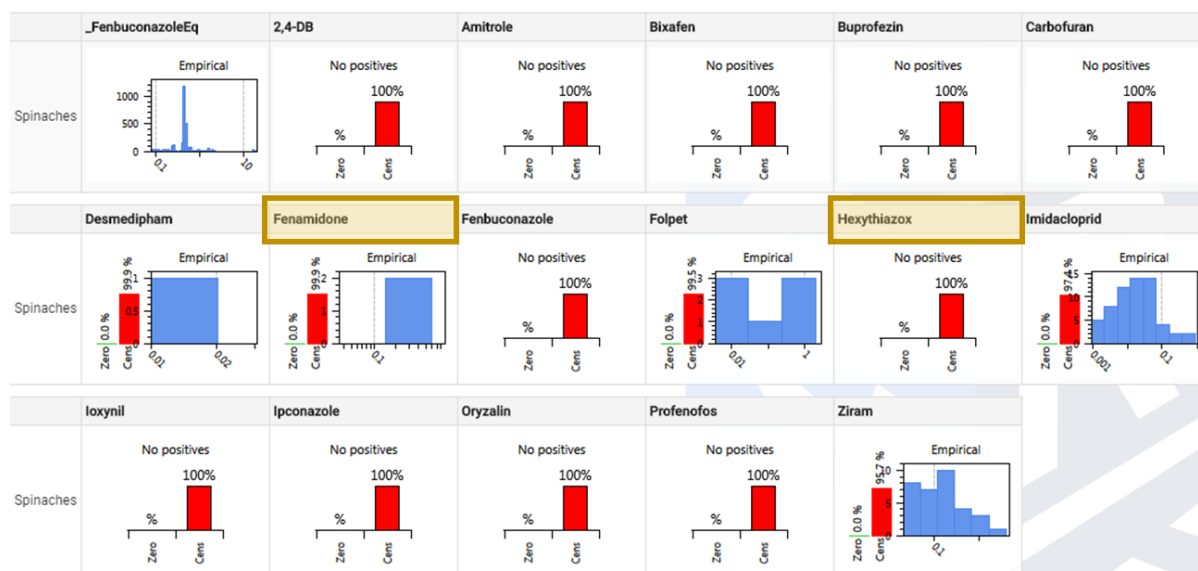 _FenbuconazoleEq 2,4-DB Amitrole Bixafen Buprofezin Carbofuran
Spinaches
Empirical
1000
500
0
0.1 10
No positives
100%
%
Zero Cens
No positives
100%
%
Zero Cens
No positives
100%
%
Zero Cens
No positives
100%
%
Zero Cens
No positives
100%
%
Zero Cens
Desmedipham Fenamidone Fenbuconazole Folpet Hexythiazox Imidacloprid
Spinaches
Empirical
Zero 0.0 %
Cens 99.9 %
1
0.5
0
0.01 0.02
Empirical
Zero 0.0 %
Cens 99.9 %
2
1
0
0.1
No positives
100%
%
Zero Cens
Empirical
Zero 0.0 %
Cens 99.5 %
3
2
1
0
0.01 1
No positives
100%
%
Zero Cens
Empirical
Zero 0.0 %
Cens 97.4 %
15
10
5
0
0.001 0.1
Ioxynil Ipconazole Oryzalin Profenofos Ziram
Spinaches
No positives
100%
%
Zero Cens
No positives
100%
%
Zero Cens
No positives
100%
%
Zero Cens
No positives
100%
%
Zero Cens
Empirical
Zero 0.0 %
Cens 95.7 %
10
5
0
0.1